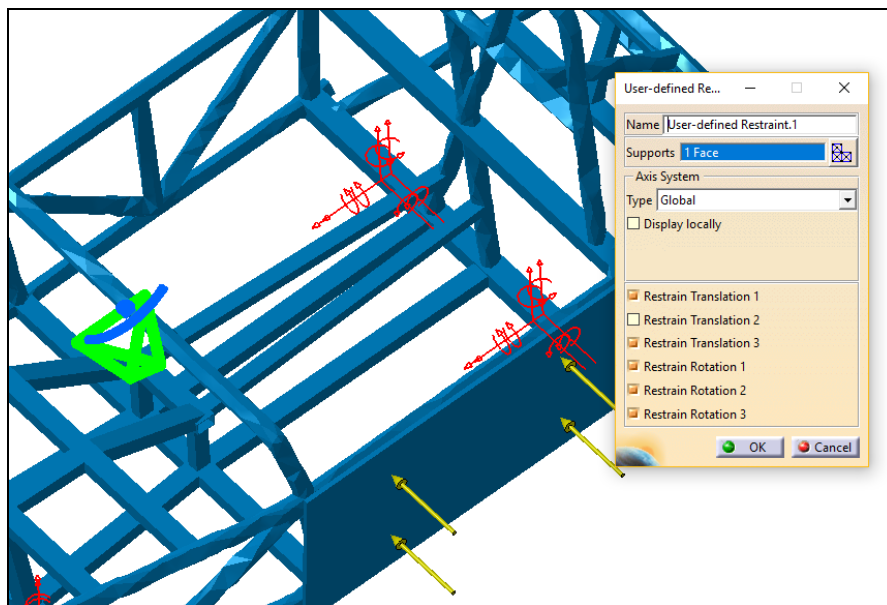 User-defined Re...
Name User-defined Restraint.1
Supports 1 Face
Axis System
Type Global
Display locally
Restrain Translation 1
Restrain Translation 2
Restrain Translation 3
Restrain Rotation 1
Restrain Rotation 2
Restrain Rotation 3
OK Cancel